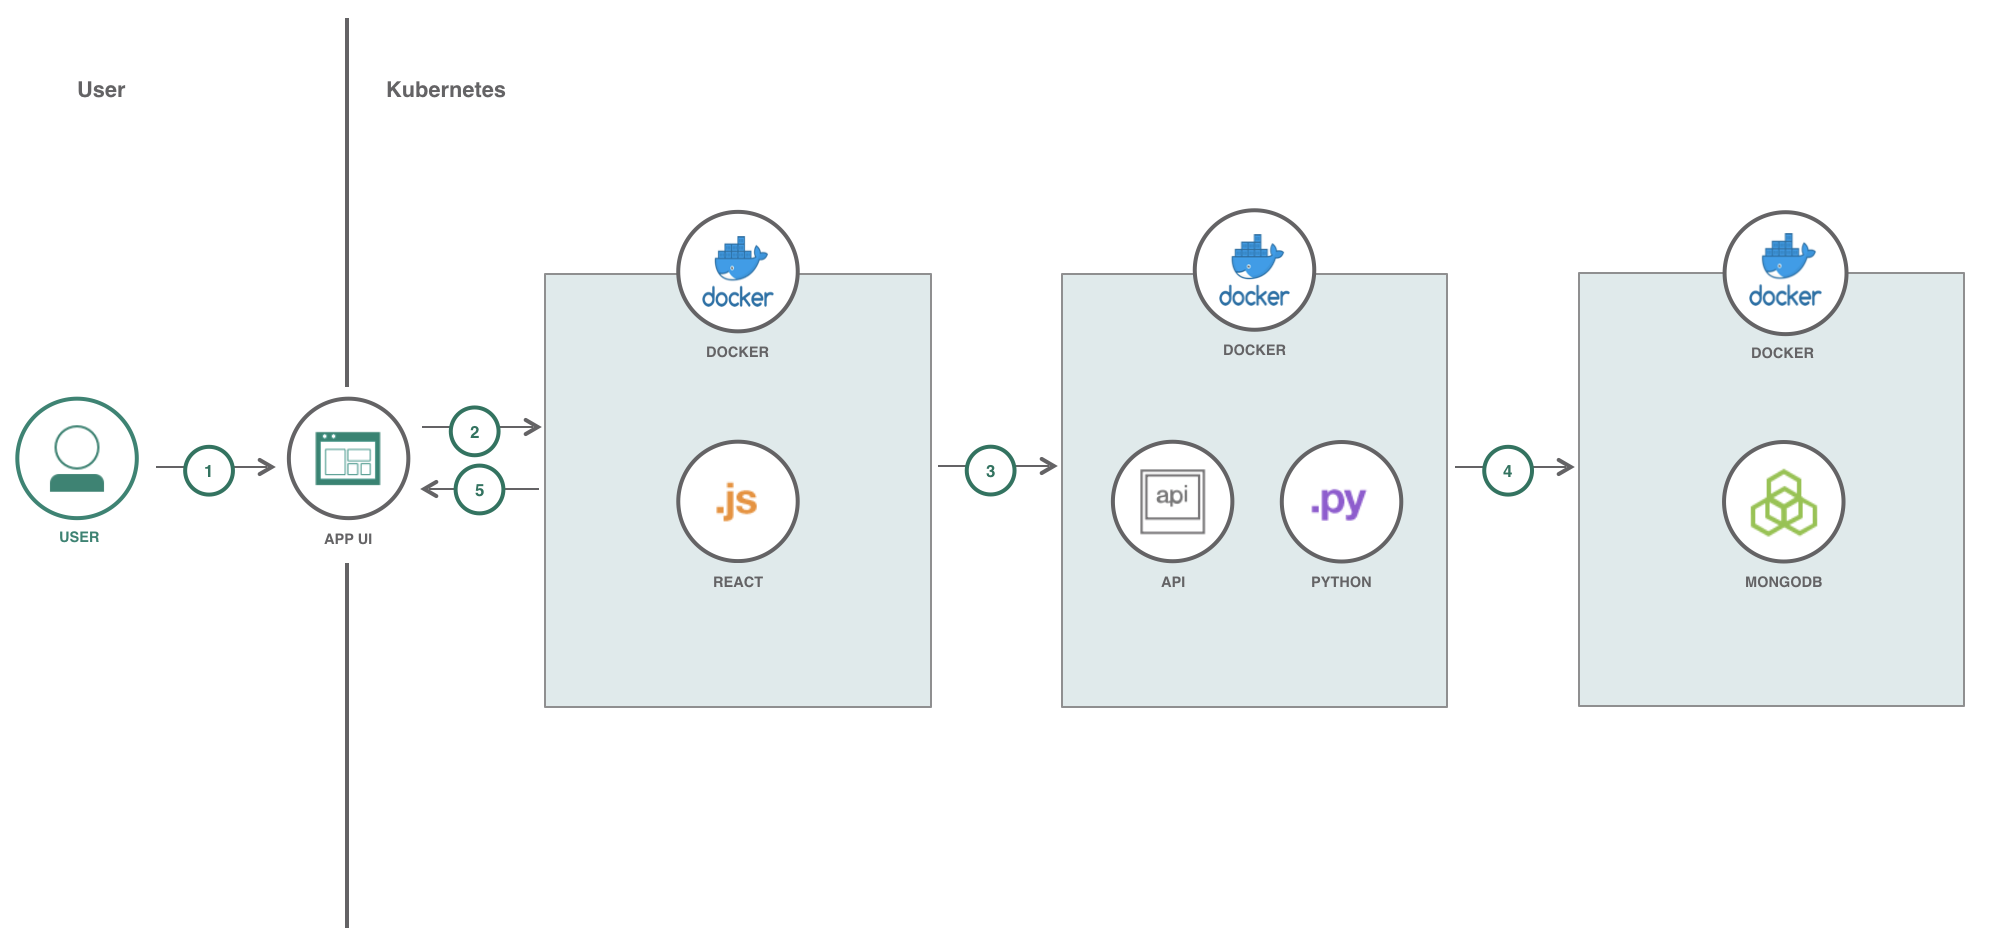 User
Kubernetes
docker
DOCKER
docker
DOCKER
docker
DOCKER
1
2
5
3
4
.js
api
.py
USER
APP UI
REACT
API
PYTHON
MONGODB